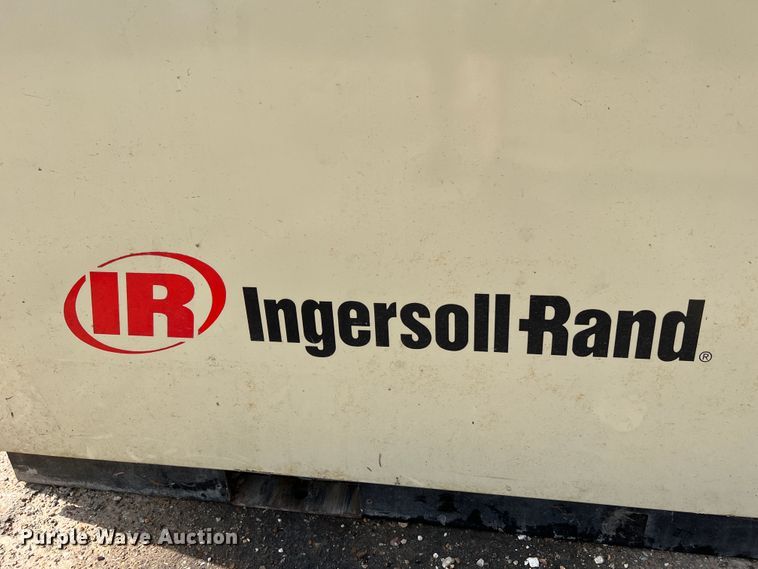 IR Ingersoll-Rand®
Purple Wave Auction